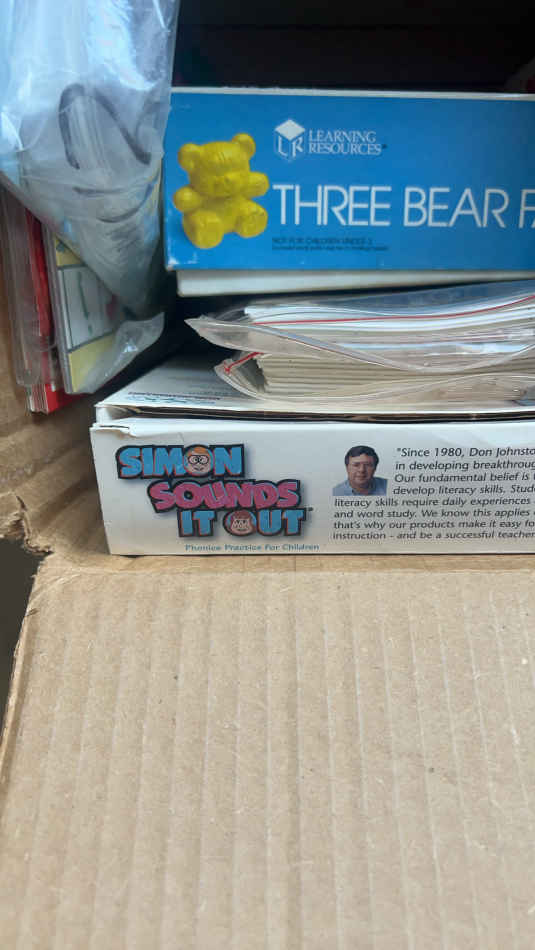 LEARNING
RESOURCES®
THREE BEAR FA
NOT FOR CHILDREN UNDER 3
SIMON
SOUNDS
IT OUT®
Phonics Practice For Children
"Since 1980, Don Johnsto
in developing breakthroug
Our fundamental belief is
develop literacy skills. Stud
literacy skills require daily experiences
and word study. We know this applies
that's why our products make it easy fo
instruction - and be a successful teacher